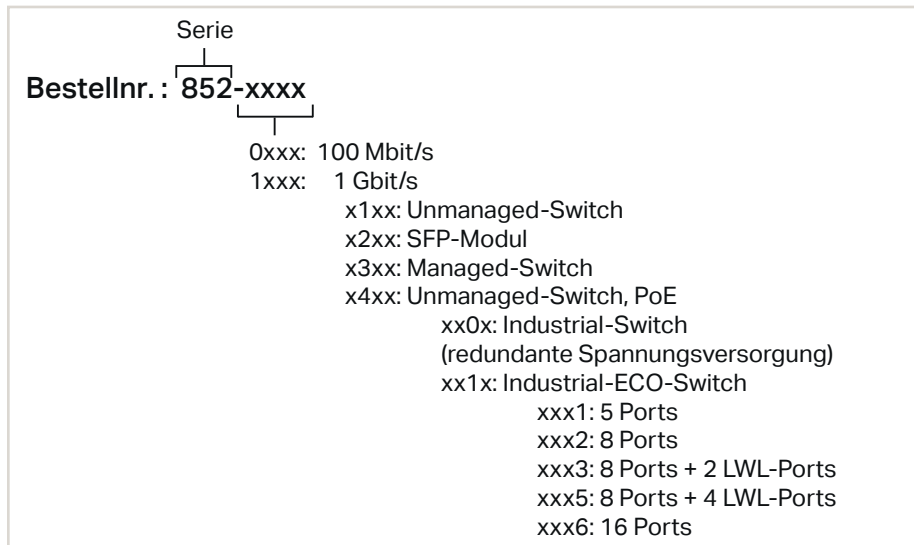 Serie
Bestellnr. : 852-xxxx
0xxx: 100 Mbit/s
1xxx: 1 Gbit/s
x1xx: Unmanaged-Switch
x2xx: SFP-Modul
x3xx: Managed-Switch
x4xx: Unmanaged-Switch, PoE
xx0x: Industrial-Switch
(redundante Spannungsversorgung)
xx1x: Industrial-ECO-Switch
xxx1: 5 Ports
xxx2: 8 Ports
xxx3: 8 Ports + 2 LWL-Ports
xxx5: 8 Ports + 4 LWL-Ports
xxx6: 16 Ports